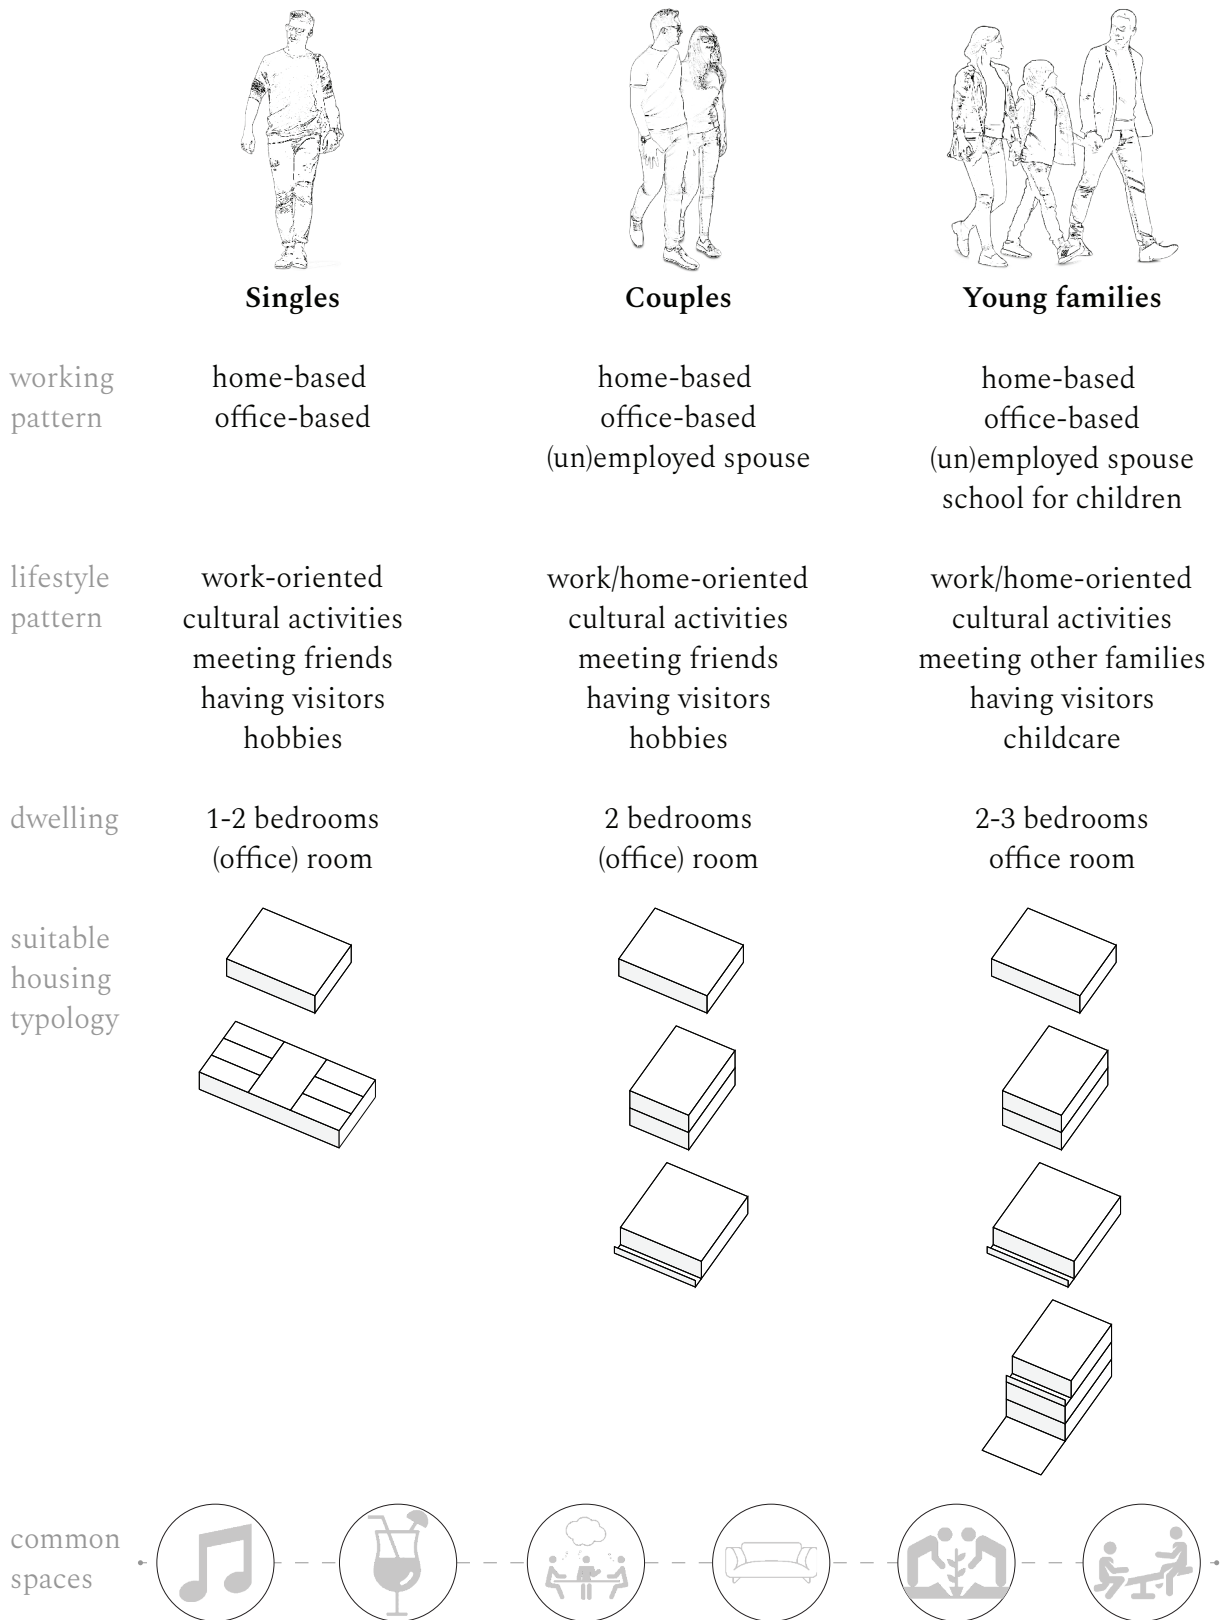 Singles
Couples
Young families
working
pattern
home-based
office-based
home-based
office-based
(un)employed spouse
home-based
office-based
(un)employed spouse
school for children
lifestyle
pattern
work-oriented
cultural activities
meeting friends
having visitors
hobbies
work/home-oriented
cultural activities
meeting friends
having visitors
hobbies
work/home-oriented
cultural activities
meeting other families
having visitors
childcare
dwelling
1-2 bedrooms
(office) room
2 bedrooms
(office) room
2-3 bedrooms
office room
suitable
housing
typology
common
spaces